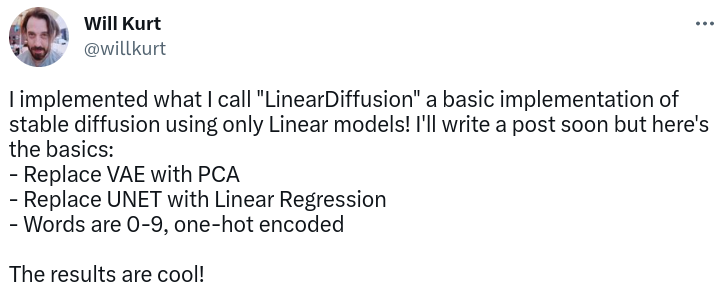 Will Kurt
@willkurt
I implemented what I call "LinearDiffusion" a basic implementation of
stable diffusion using only Linear models! I'll write a post soon but here's
the basics:
- Replace VAE with PCA
- Replace UNET with Linear Regression
- Words are 0-9, one-hot encoded
The results are cool!